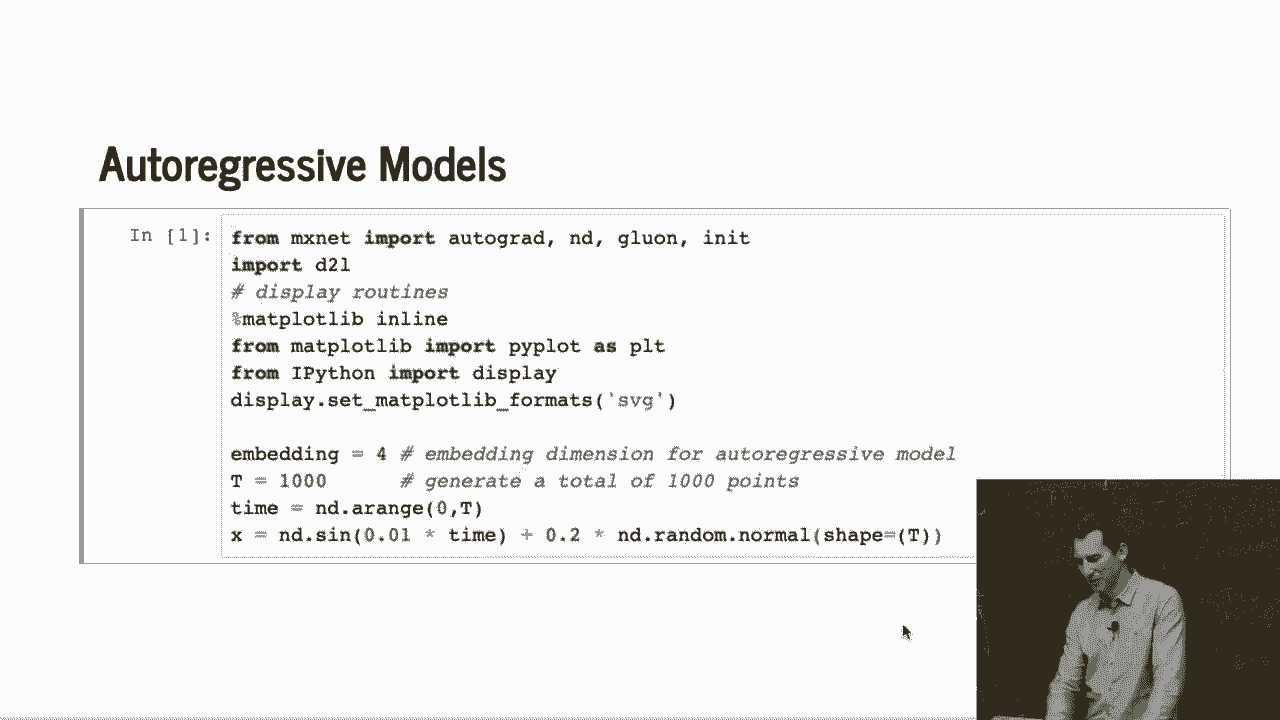 Autoregressive Models
In [1]:
from mxnet import autograd, nd, gluon, init
import d2l
# display routines
%matplotlib inline
from matplotlib import pyplot as plt
from IPython import display
display.set_matplotlib_formats('svg')
embedding = 4 # embedding dimension for autoregressive model
T = 1000 # generate a total of 1000 points
time = nd.arange(0,T)
x = nd.sin(0.01 * time) + 0.2 * nd.random.normal(shape=(T))